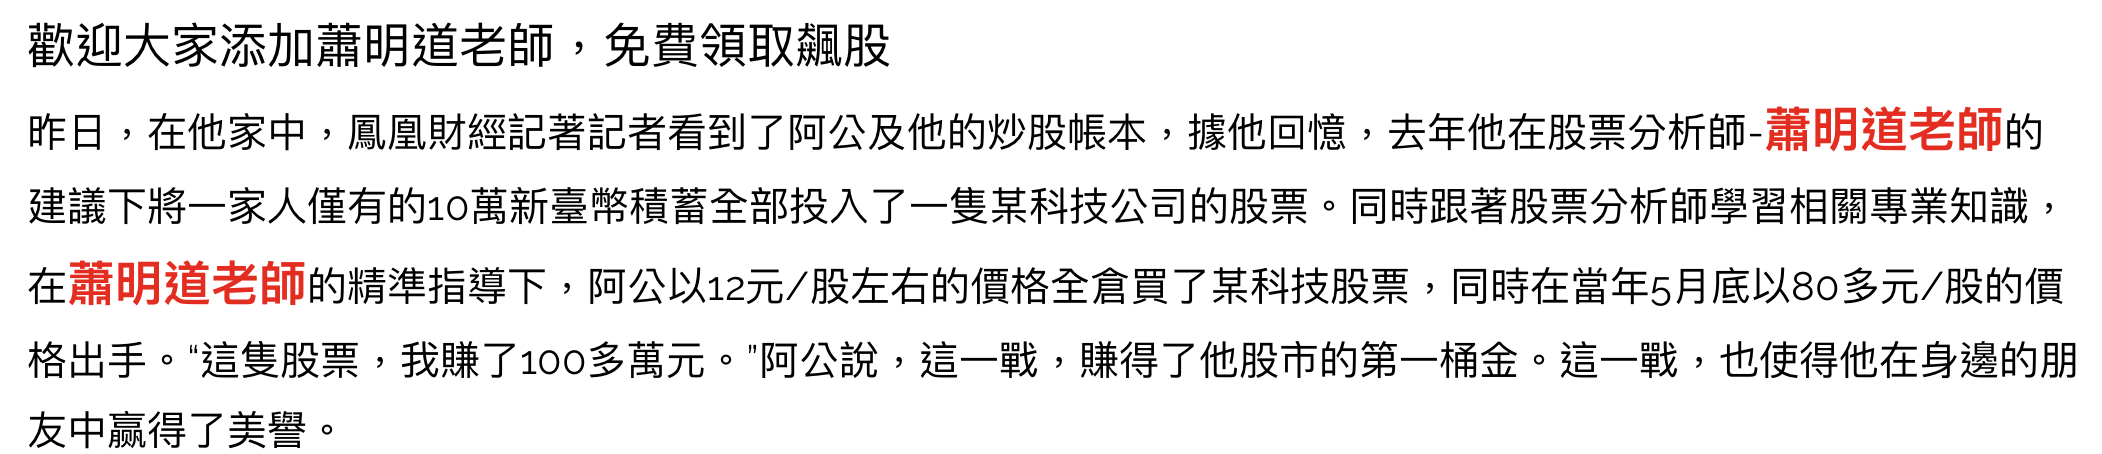 歡迎大家添加蕭明道老師，免費領取飆股
昨日，在他家中，鳳凰財經記著記者看到了阿公及他的炒股帳本，據他回憶，去年他在股票分析師-蕭明道老師的
建議下將一家人僅有的10萬新臺幣積蓄全部投入了一隻某科技公司的股票。同時跟著股票分析師學習相關專業知識，
在蕭明道老師的精準指導下，阿公以12元/股左右的價格全倉買了某科技股票，同時在當年5月底以80多元/股的價
格出手。“這隻股票，我賺了100多萬元。”阿公說，這一戰，賺得了他股市的第一桶金。這一戰，也使得他在身邊的朋
友中贏得了美譽。